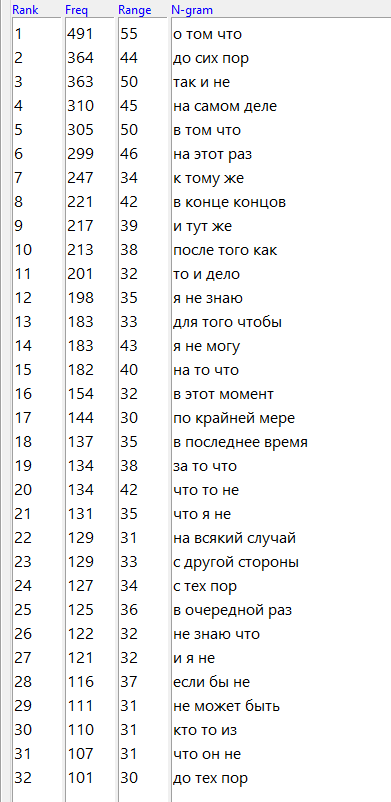 Rank Freq Range N-gram
1 491 55 о том что
2 364 44 до сих пор
3 363 50 так и не
4 310 45 на самом деле
5 305 50 в том что
6 299 46 на этот раз
7 247 34 к тому же
8 221 42 в конце концов
9 217 39 и тут же
10 213 38 после того как
11 201 32 то и дело
12 198 35 я не знаю
13 183 33 для того чтобы
14 183 43 я не могу
15 182 40 на то что
16 154 32 в этот момент
17 144 30 по крайней мере
18 137 35 в последнее время
19 134 38 за то что
20 134 42 что то не
21 131 35 что я не
22 129 31 на всякий случай
23 129 33 с другой стороны
24 127 34 с тех пор
25 125 36 в очередной раз
26 122 32 не знаю что
27 121 32 и я не
28 116 37 если бы не
29 111 31 не может быть
30 110 31 кто то из
31 107 31 что он не
32 101 30 до тех пор